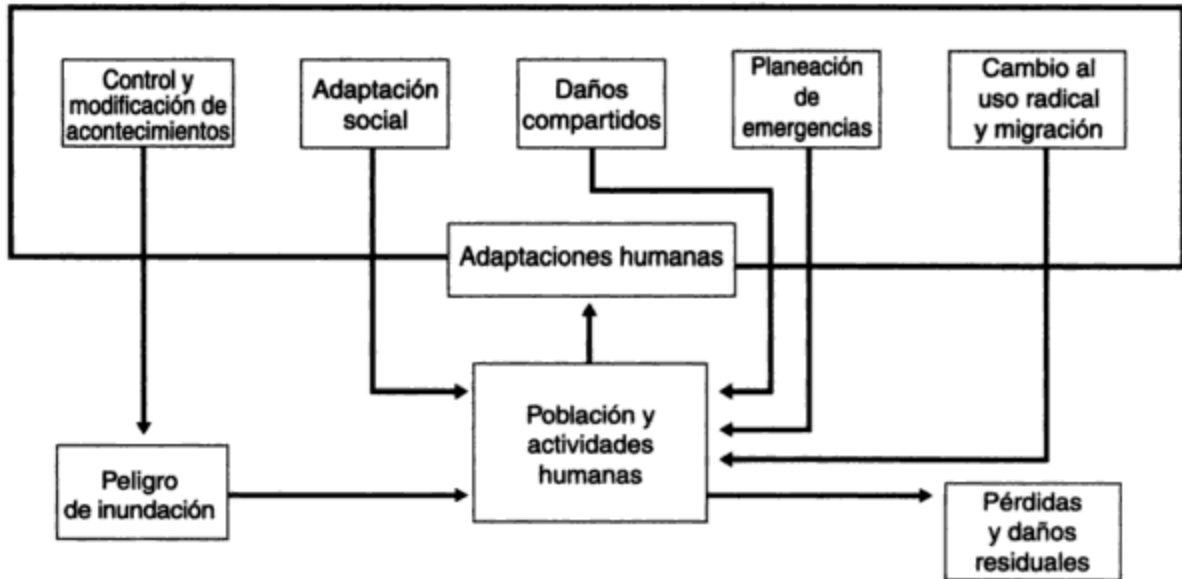 Control y
modificación de
acontecimientos
Adaptación
social
Daños
compartidos
Planeación
de
emergencias
Cambio al
uso radical
y migración
Adaptaciones humanas
Población y
actividades
humanas
Peligro
de inundación
Pérdidas
y daños
residuales